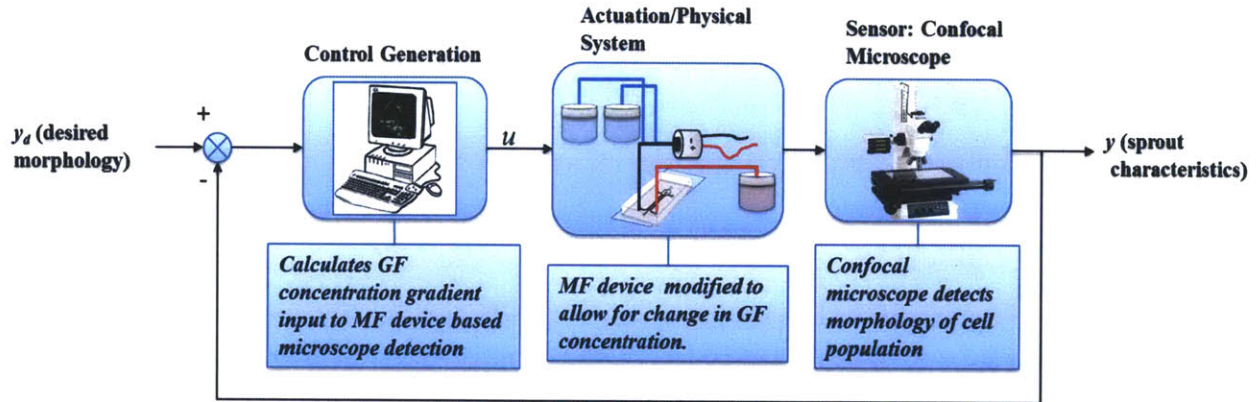 Actuation/Physical
System
Sensor: Confocal
Microscope
Control Generation
+
y_d (desired
morphology)
-
u
y (sprout
characteristics)
Calculates GF
concentration gradient
input to MF device based
microscope detection
MF device modified to
allow for change in GF
concentration.
Confocal
microscope detects
morphology of cell
population